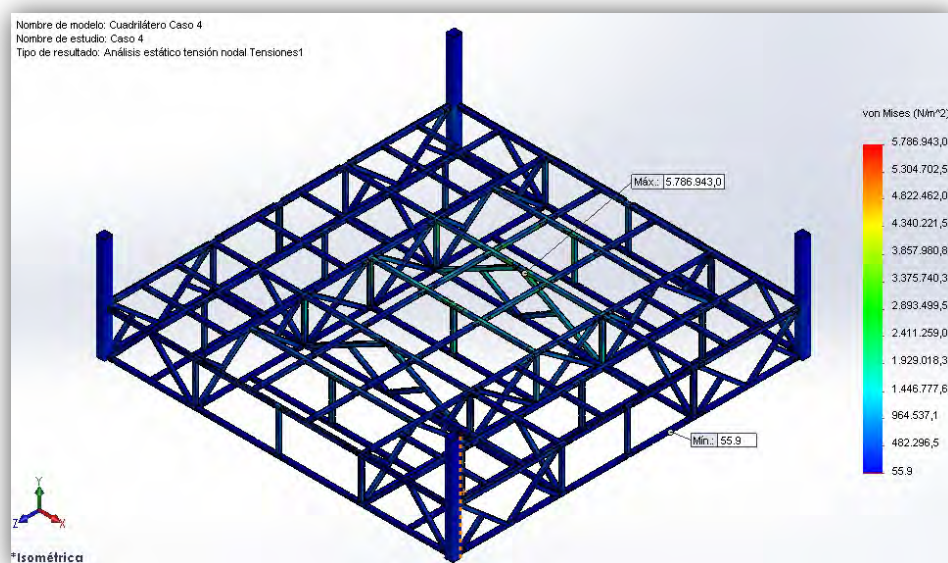 Nombre de modelo: Cuadrilátero Caso 4
Nombre de estudio: Caso 4
Tipo de resultado: Análisis estático tensión nodal Tensiones1
von Mises (N/m^2)
5.786.943,0
5.304.702,5
4.822.462,0
4.340.221,5
3.857.980,8
3.375.740,3
2.893.499,5
2.411.259,0
1.929.018,3
1.446.777,6
964.537,1
482.296,5
55.9
Máx.: 5.786.943,0
Mín.: 55.9
Y
Z
X
*Isométrica